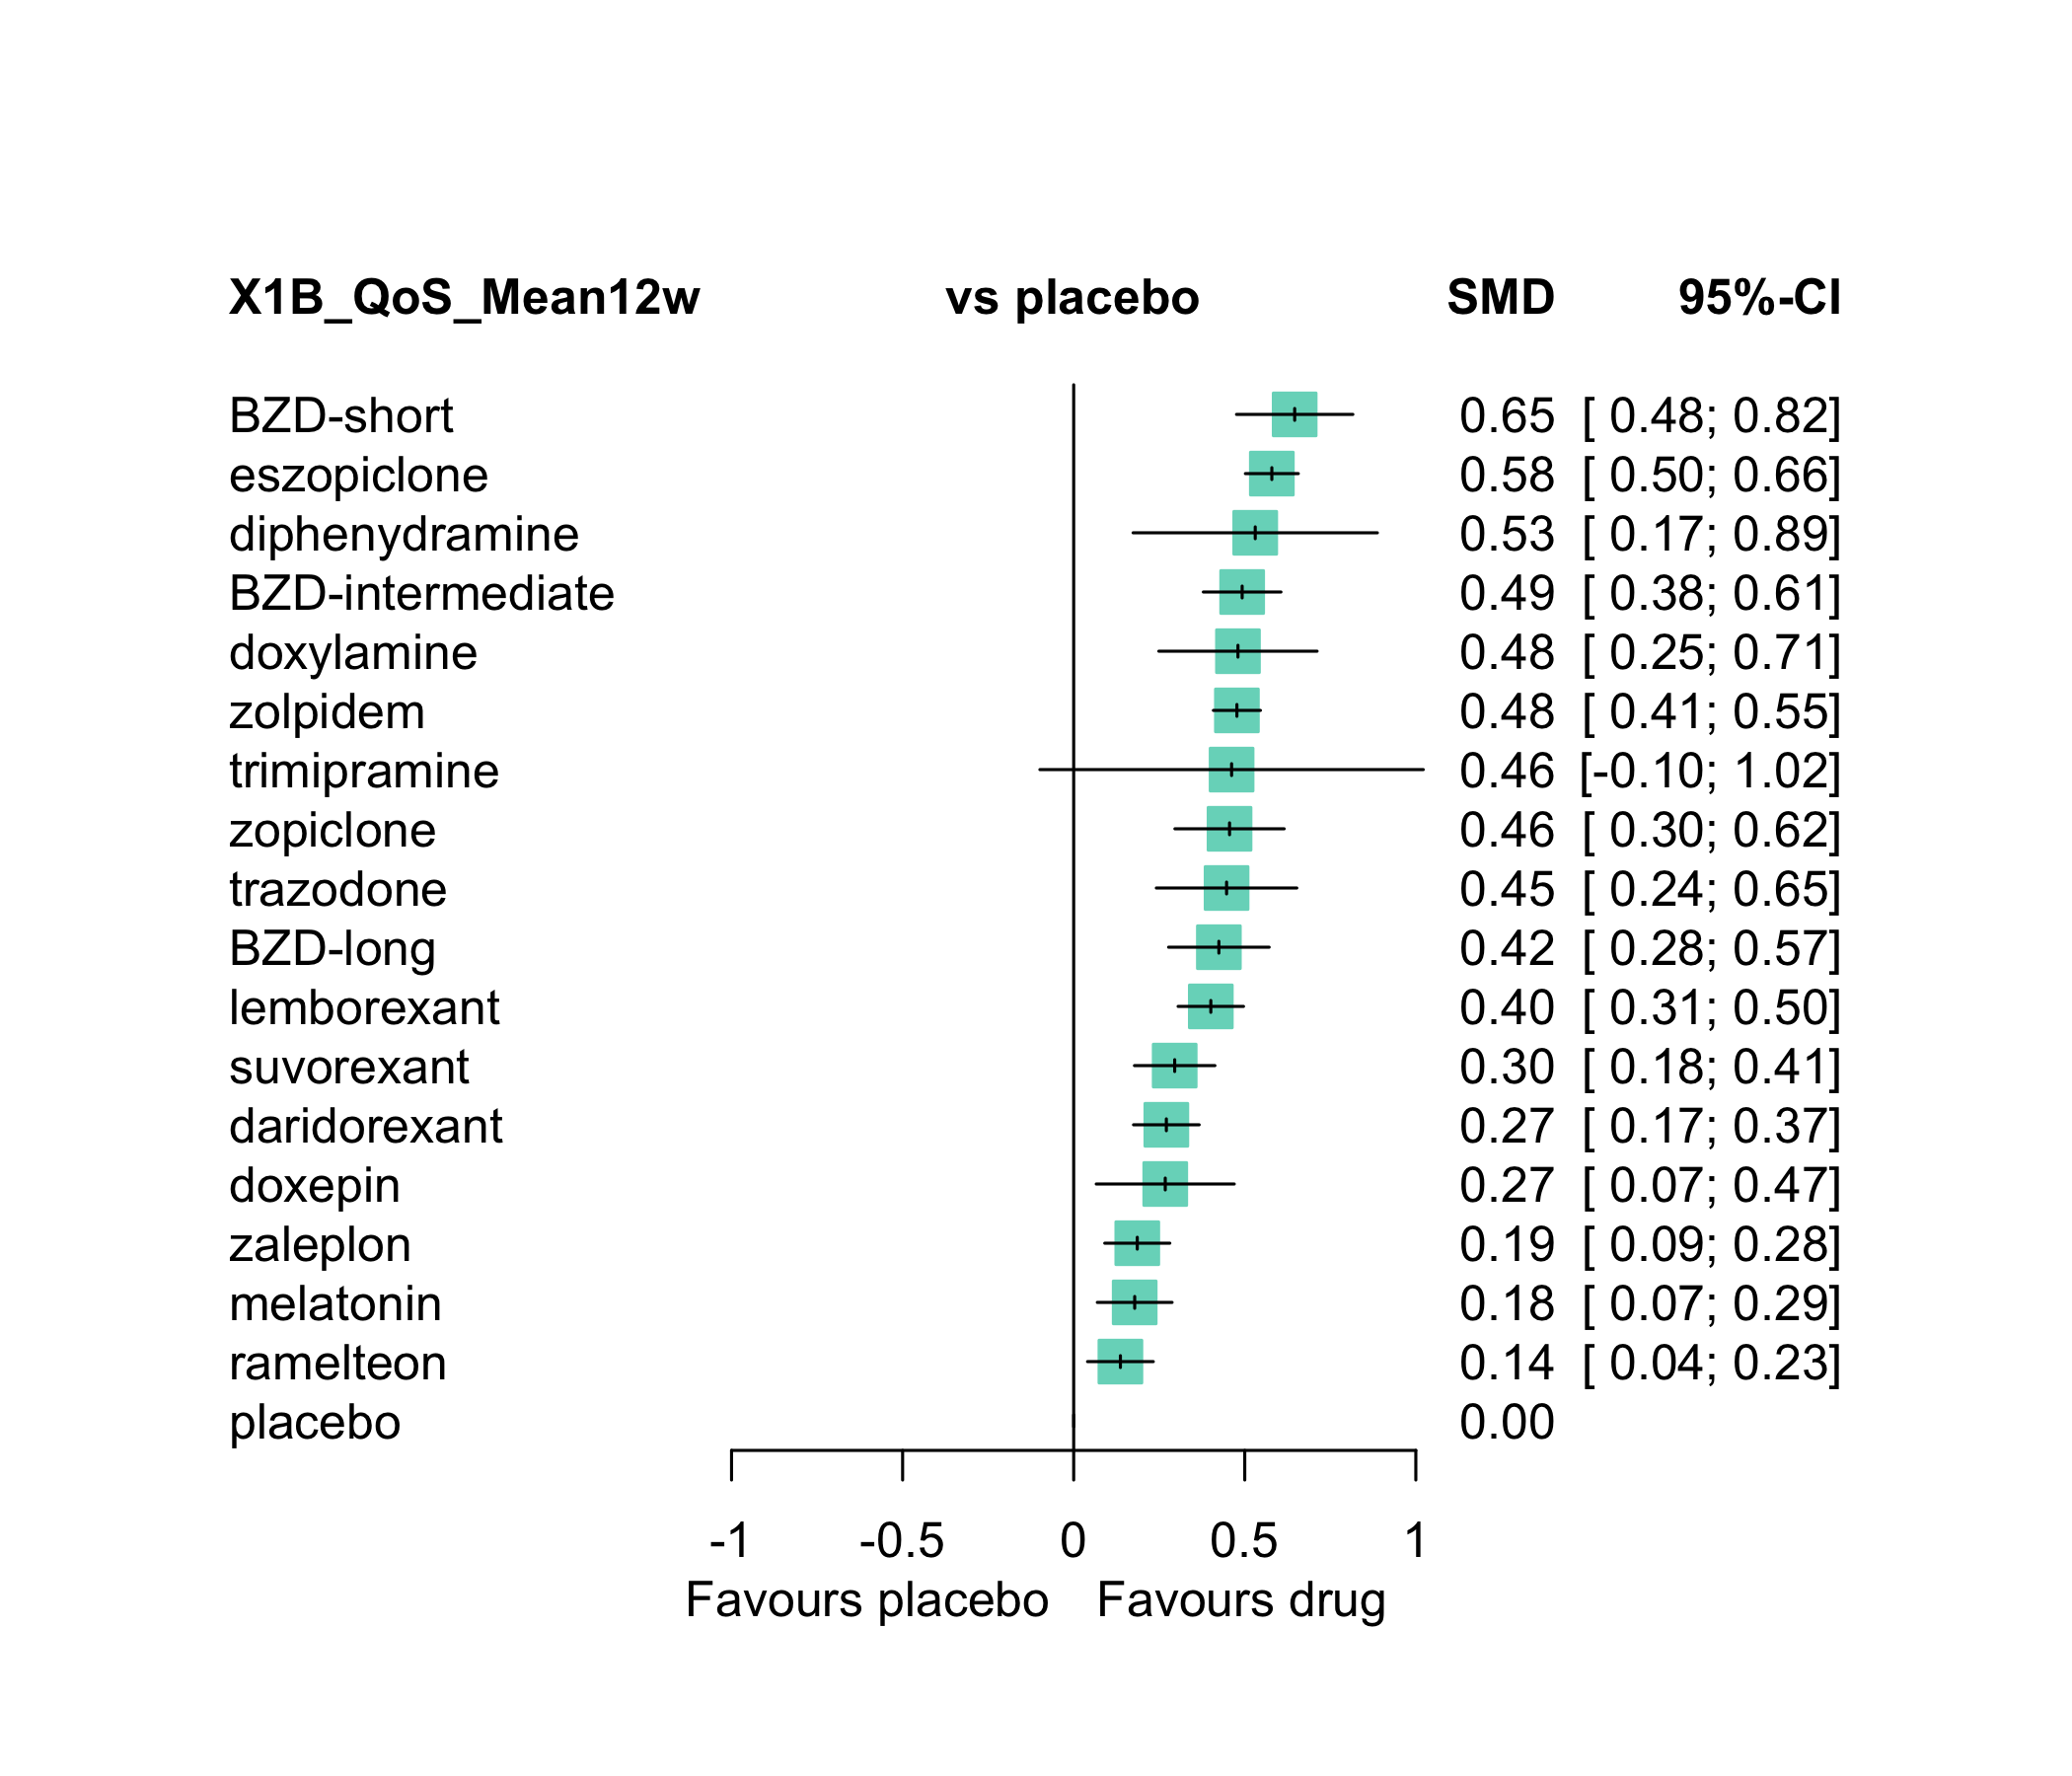 X1B_QoS_Mean12w vs placebo SMD 95%-CI
BZD-short 0.65 [ 0.48; 0.82]
eszopiclone 0.58 [ 0.50; 0.66]
diphenydramine 0.53 [ 0.17; 0.89]
BZD-intermediate 0.49 [ 0.38; 0.61]
doxylamine 0.48 [ 0.25; 0.71]
zolpidem 0.48 [ 0.41; 0.55]
trimipramine 0.46 [-0.10; 1.02]
zopiclone 0.46 [ 0.30; 0.62]
trazodone 0.45 [ 0.24; 0.65]
BZD-long 0.42 [ 0.28; 0.57]
lemborexant 0.40 [ 0.31; 0.50]
suvorexant 0.30 [ 0.18; 0.41]
daridorexant 0.27 [ 0.17; 0.37]
doxepin 0.27 [ 0.07; 0.47]
zaleplon 0.19 [ 0.09; 0.28]
melatonin 0.18 [ 0.07; 0.29]
ramelteon 0.14 [ 0.04; 0.23]
placebo 0.00
-1 -0.5 0 0.5 1
Favours placebo Favours drug